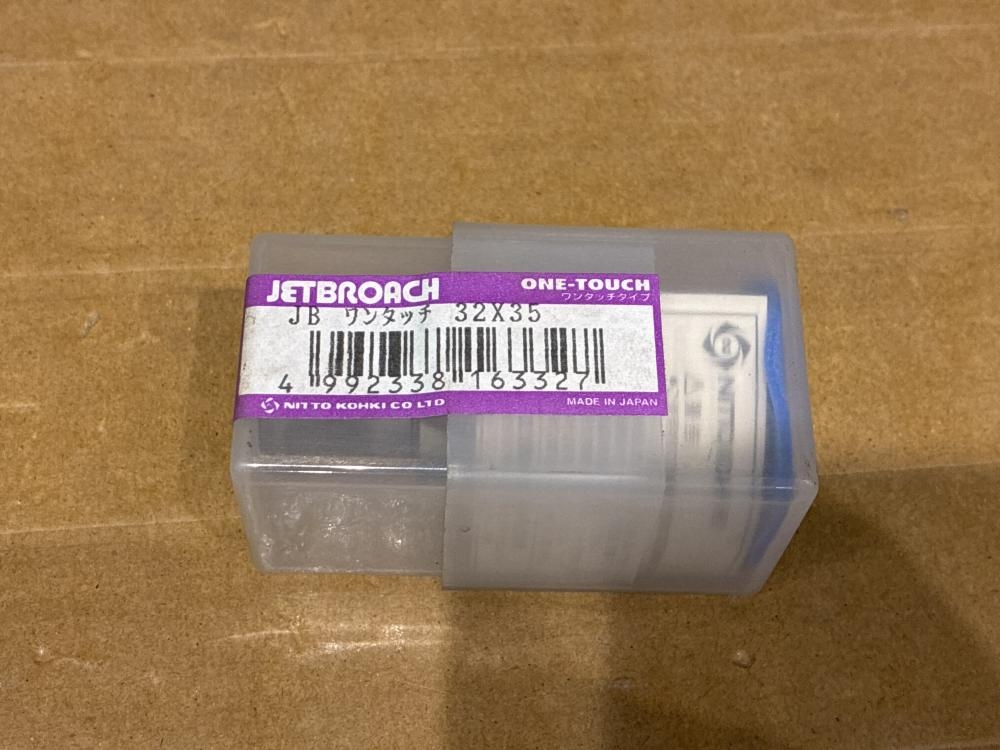 JETBROACH
ONE-TOUCH
ワンタッチタイプ
JB ワンタッチ 32X35
4 992338 163327
NITTO KOHKI CO LTD
MADE IN JAPAN